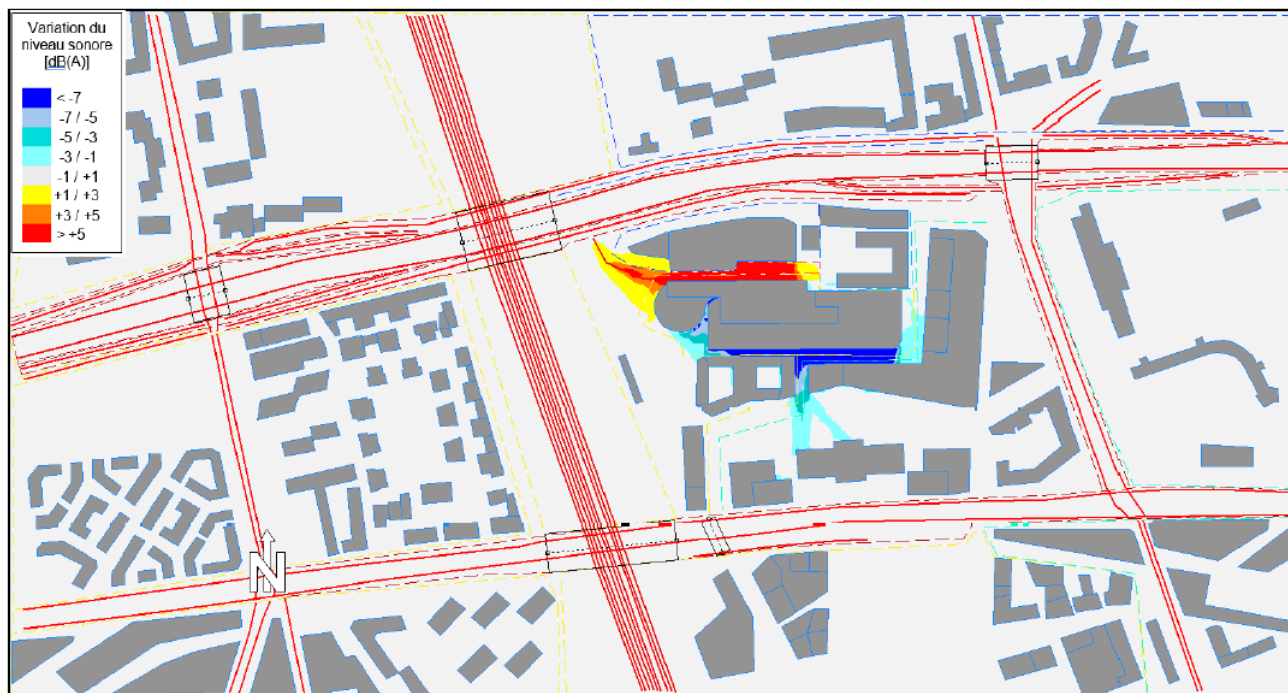 Variation du
niveau sonore
[dB(A)]
< -7
-7 / -5
-5 / -3
-3 / -1
-1 / +1
+1 / +3
+3 / +5
> +5
N